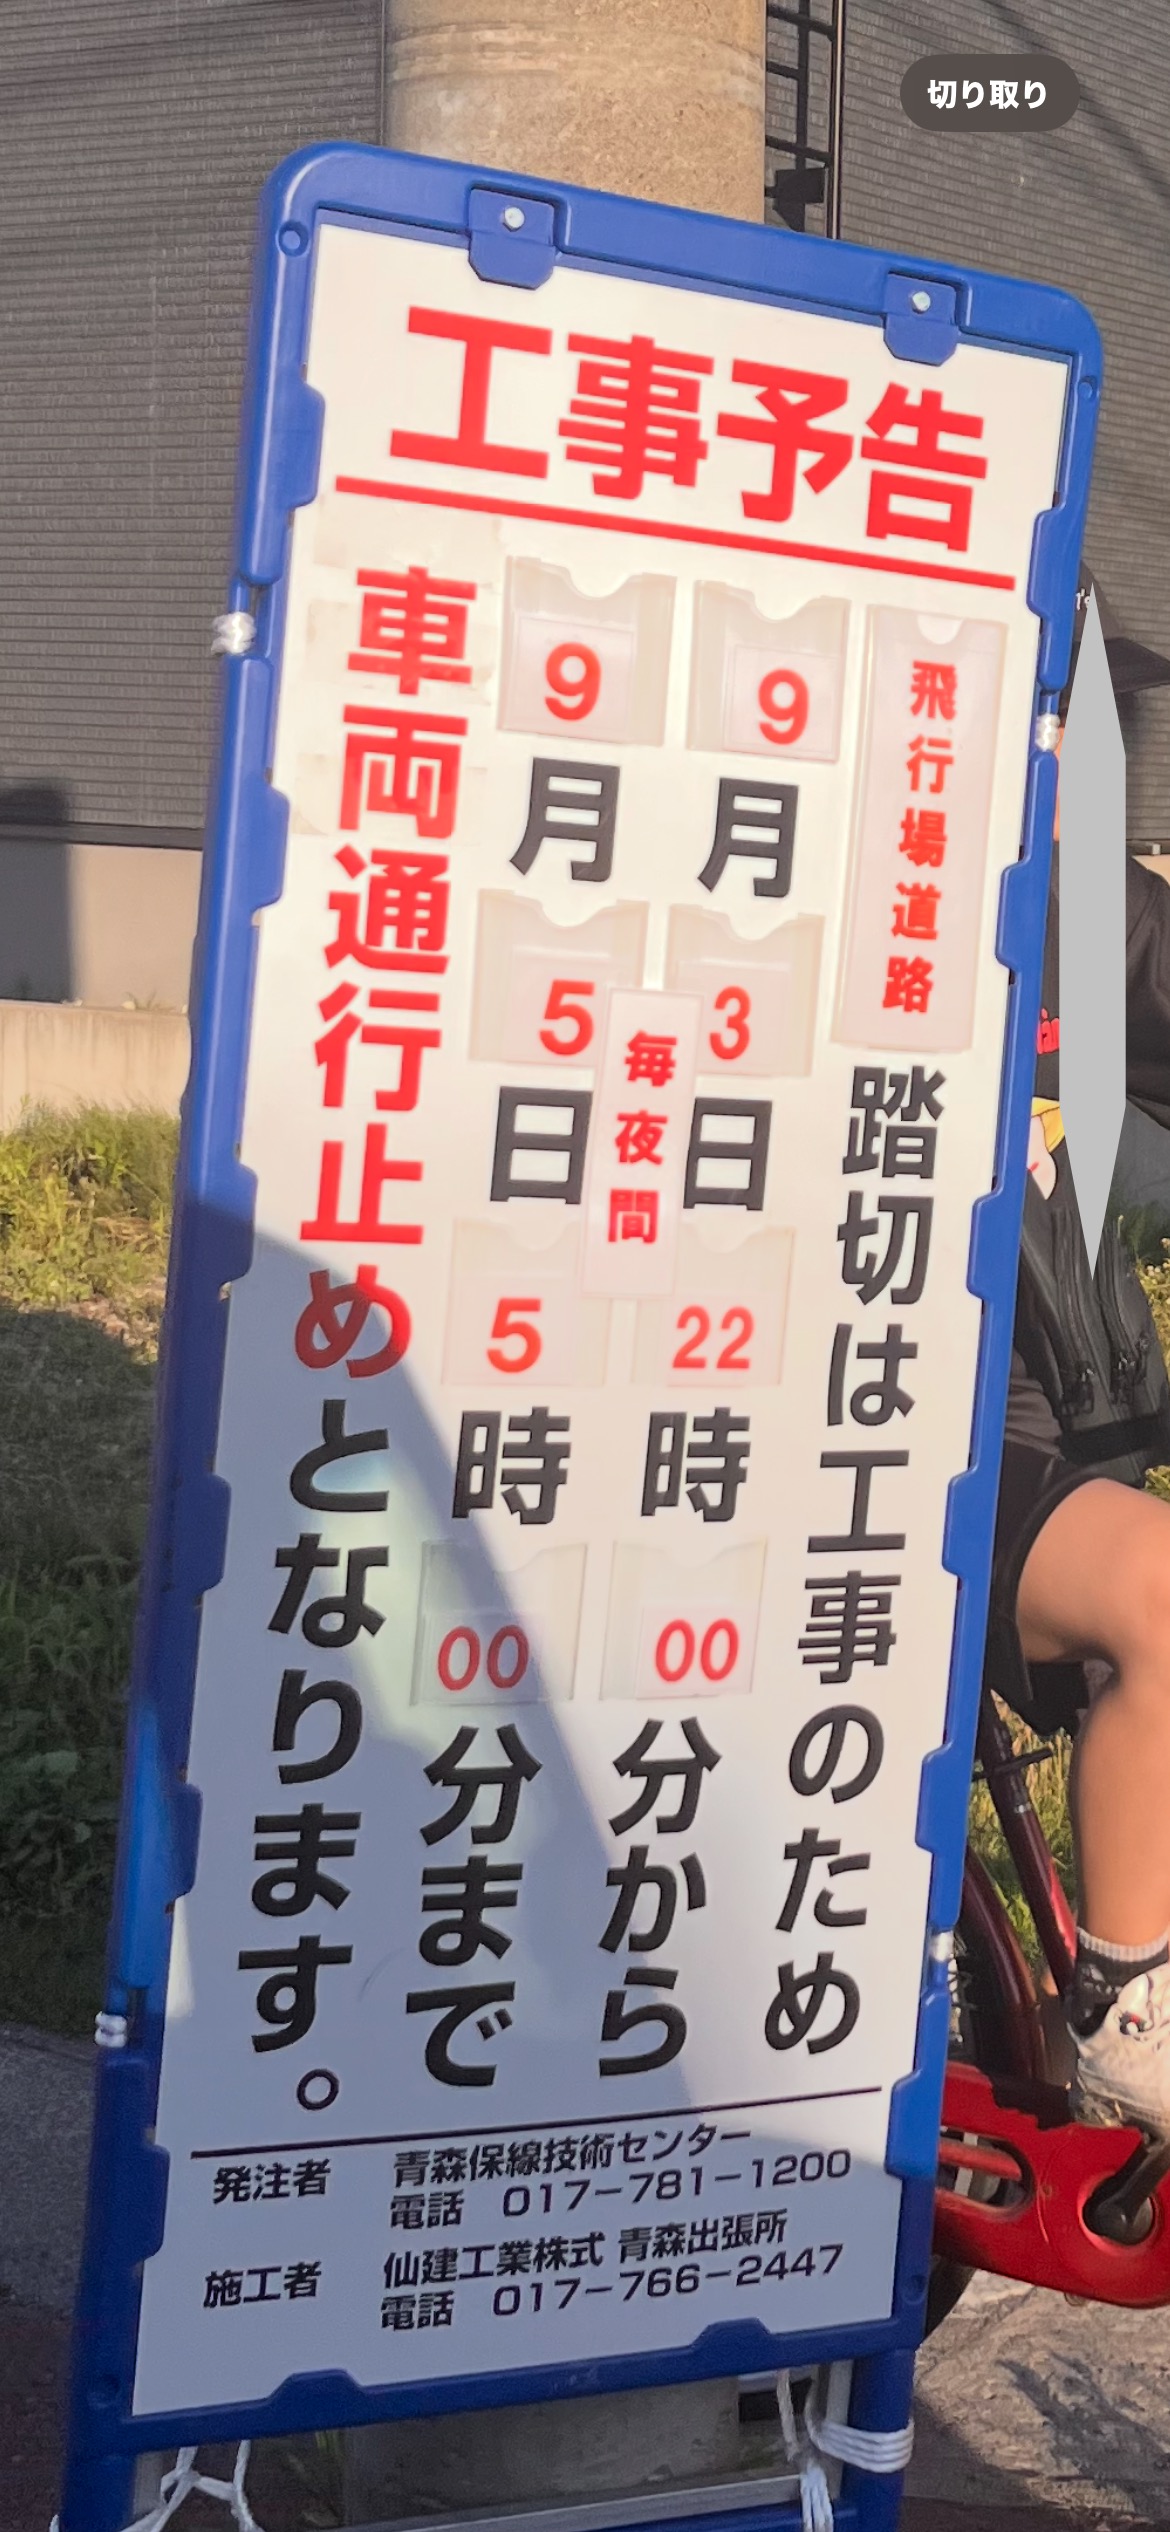 切り取り
工事予告
飛行場道路踏切は工事のため
9月3日22時00分から
毎夜間
9月5日5時00分まで
車両通行止めとなります。
発注者 青森保線技術センター
電話 017-781-1200
施工者 仙建工業株式 青森出張所
電話 017-766-2447